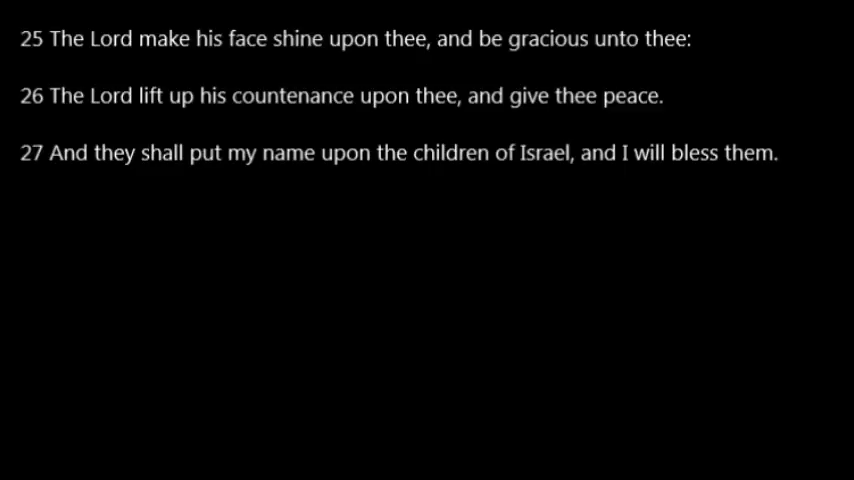 25 The Lord make his face shine upon thee, and be gracious unto thee:
26 The Lord lift up his countenance upon thee, and give thee peace.
27 And they shall put my name upon the children of Israel, and I will bless them.